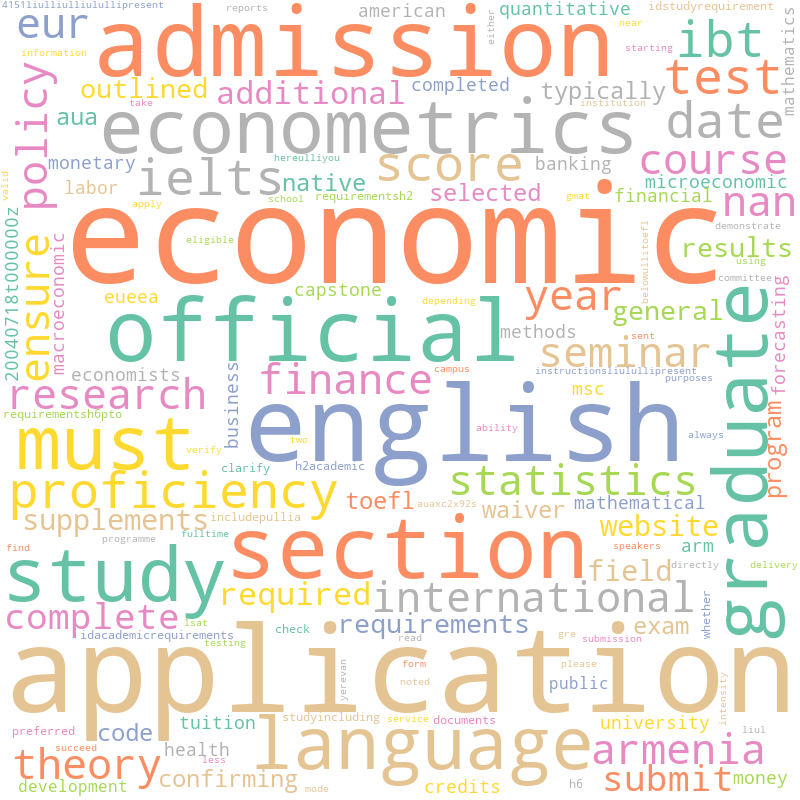 4151liulliulliululllipresent
reports
american
quantitative
idstudyrequirement
eur
admission
either
near
ibt
information
starting
mathematics
policy
outlined
additional
completed
typically
test
take
institution
aua
econometrics
date
monetary
hereulliyou
ielts
score
banking
course
valid
labor
native
school
requirementsh2
selected
microeconomic
financial
nan
apply
gmat
economic
20040718t000000z
macroeconomic
ensure
eligible
belowullitoefl
demonstrate
using
results
committee
eueea
capstone
depending
year
general
graduate
forecasting
official
methods
sent
seminar
economists
business
finance
campus
instructionsliulullipresent
purposes
research
msc
program
requirementsh6pto
must
english
ability
always
two
verify
clarify
h2academic
statistics
proficiency
toefl
auaxc2x92s
waiver
mathematical
supplements
includepullia
website
find
programme
fulltime
section
speakers
arm
directly
delivery
study
field
required
international
whether
complete
lsat
requirements
exam
idacademicrequirements
testing
check
read
gre
submission
application
form
please
yerevan
noted
public
intensity
preferred
code
tuition
studyincluding
service
documents
university
liul
theory
succeed
health
less
language
armenia
development
confirming
mode
credits
h6
submit
money